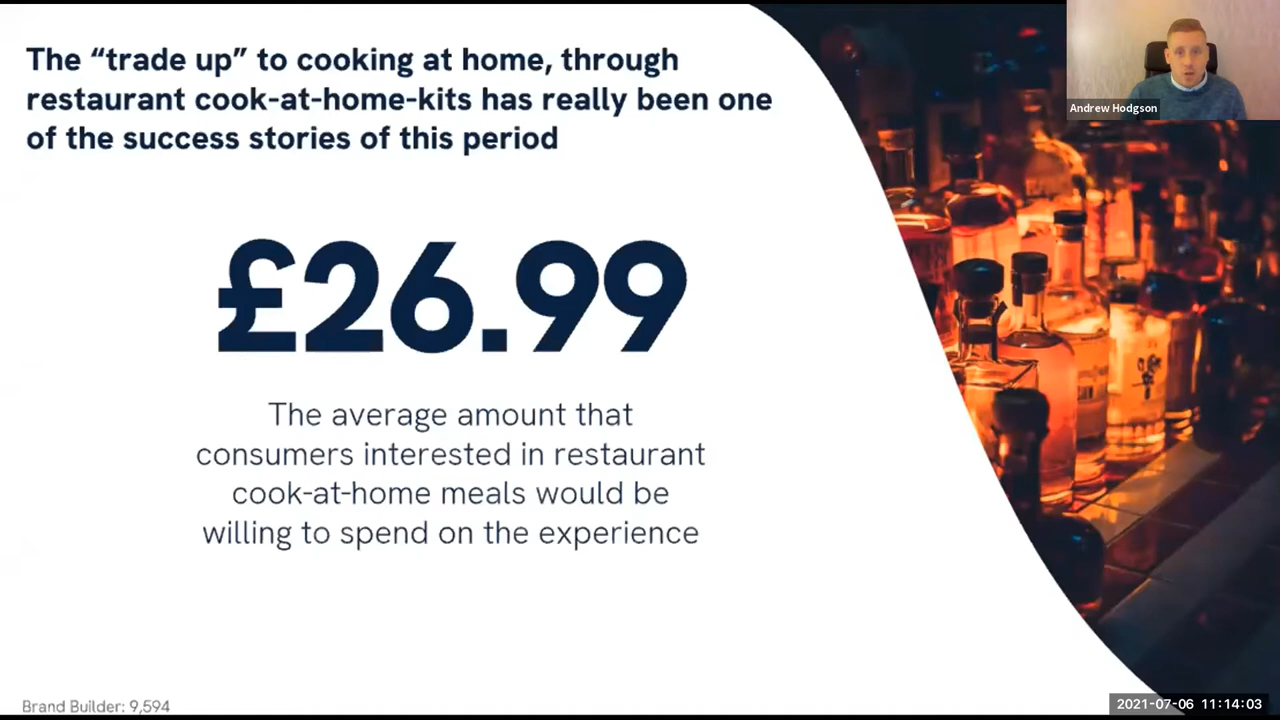 The “trade up” to cooking at home, through
restaurant cook-at-home-kits has really been one
of the success stories of this period
Andrew Hodgson
£26.99
The average amount that
consumers interested in restaurant
cook-at-home meals would be
willing to spend on the experience
Brand Builder: 9,594
2021-07-06 11:14:03